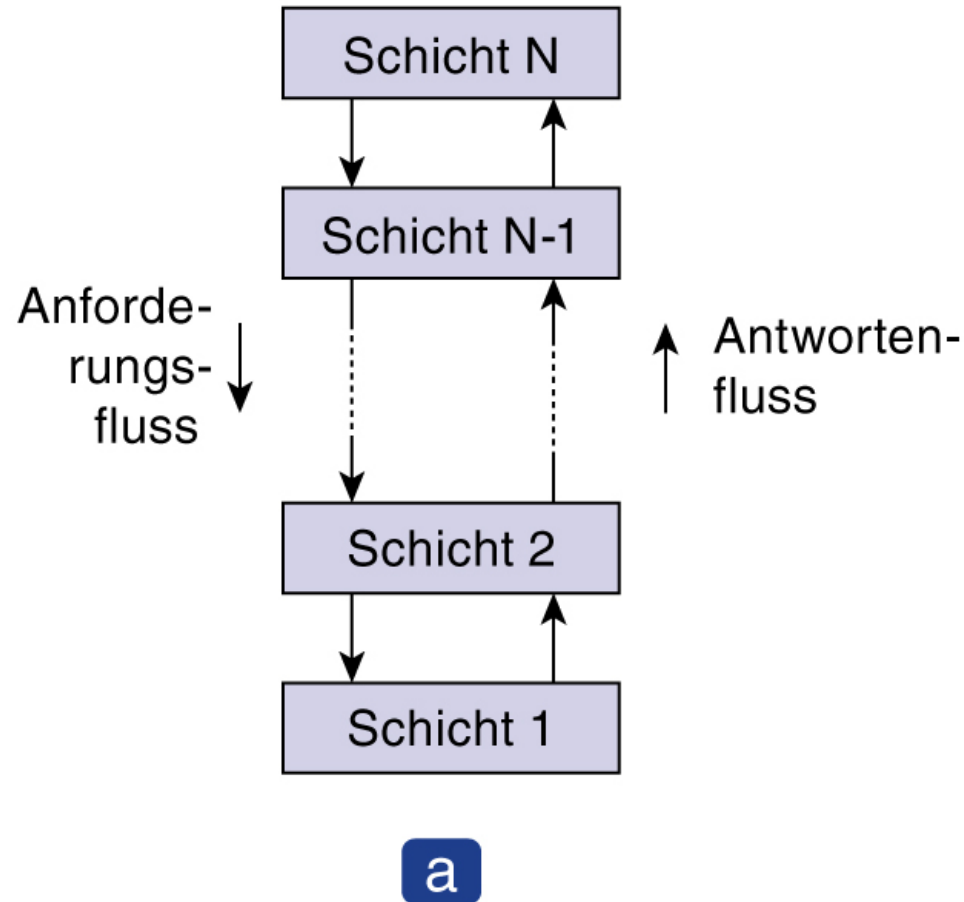 Schicht N
Schicht N-1
Anforde-
rungs-
fluss
Antworten-
fluss
Schicht 2
Schicht 1
a